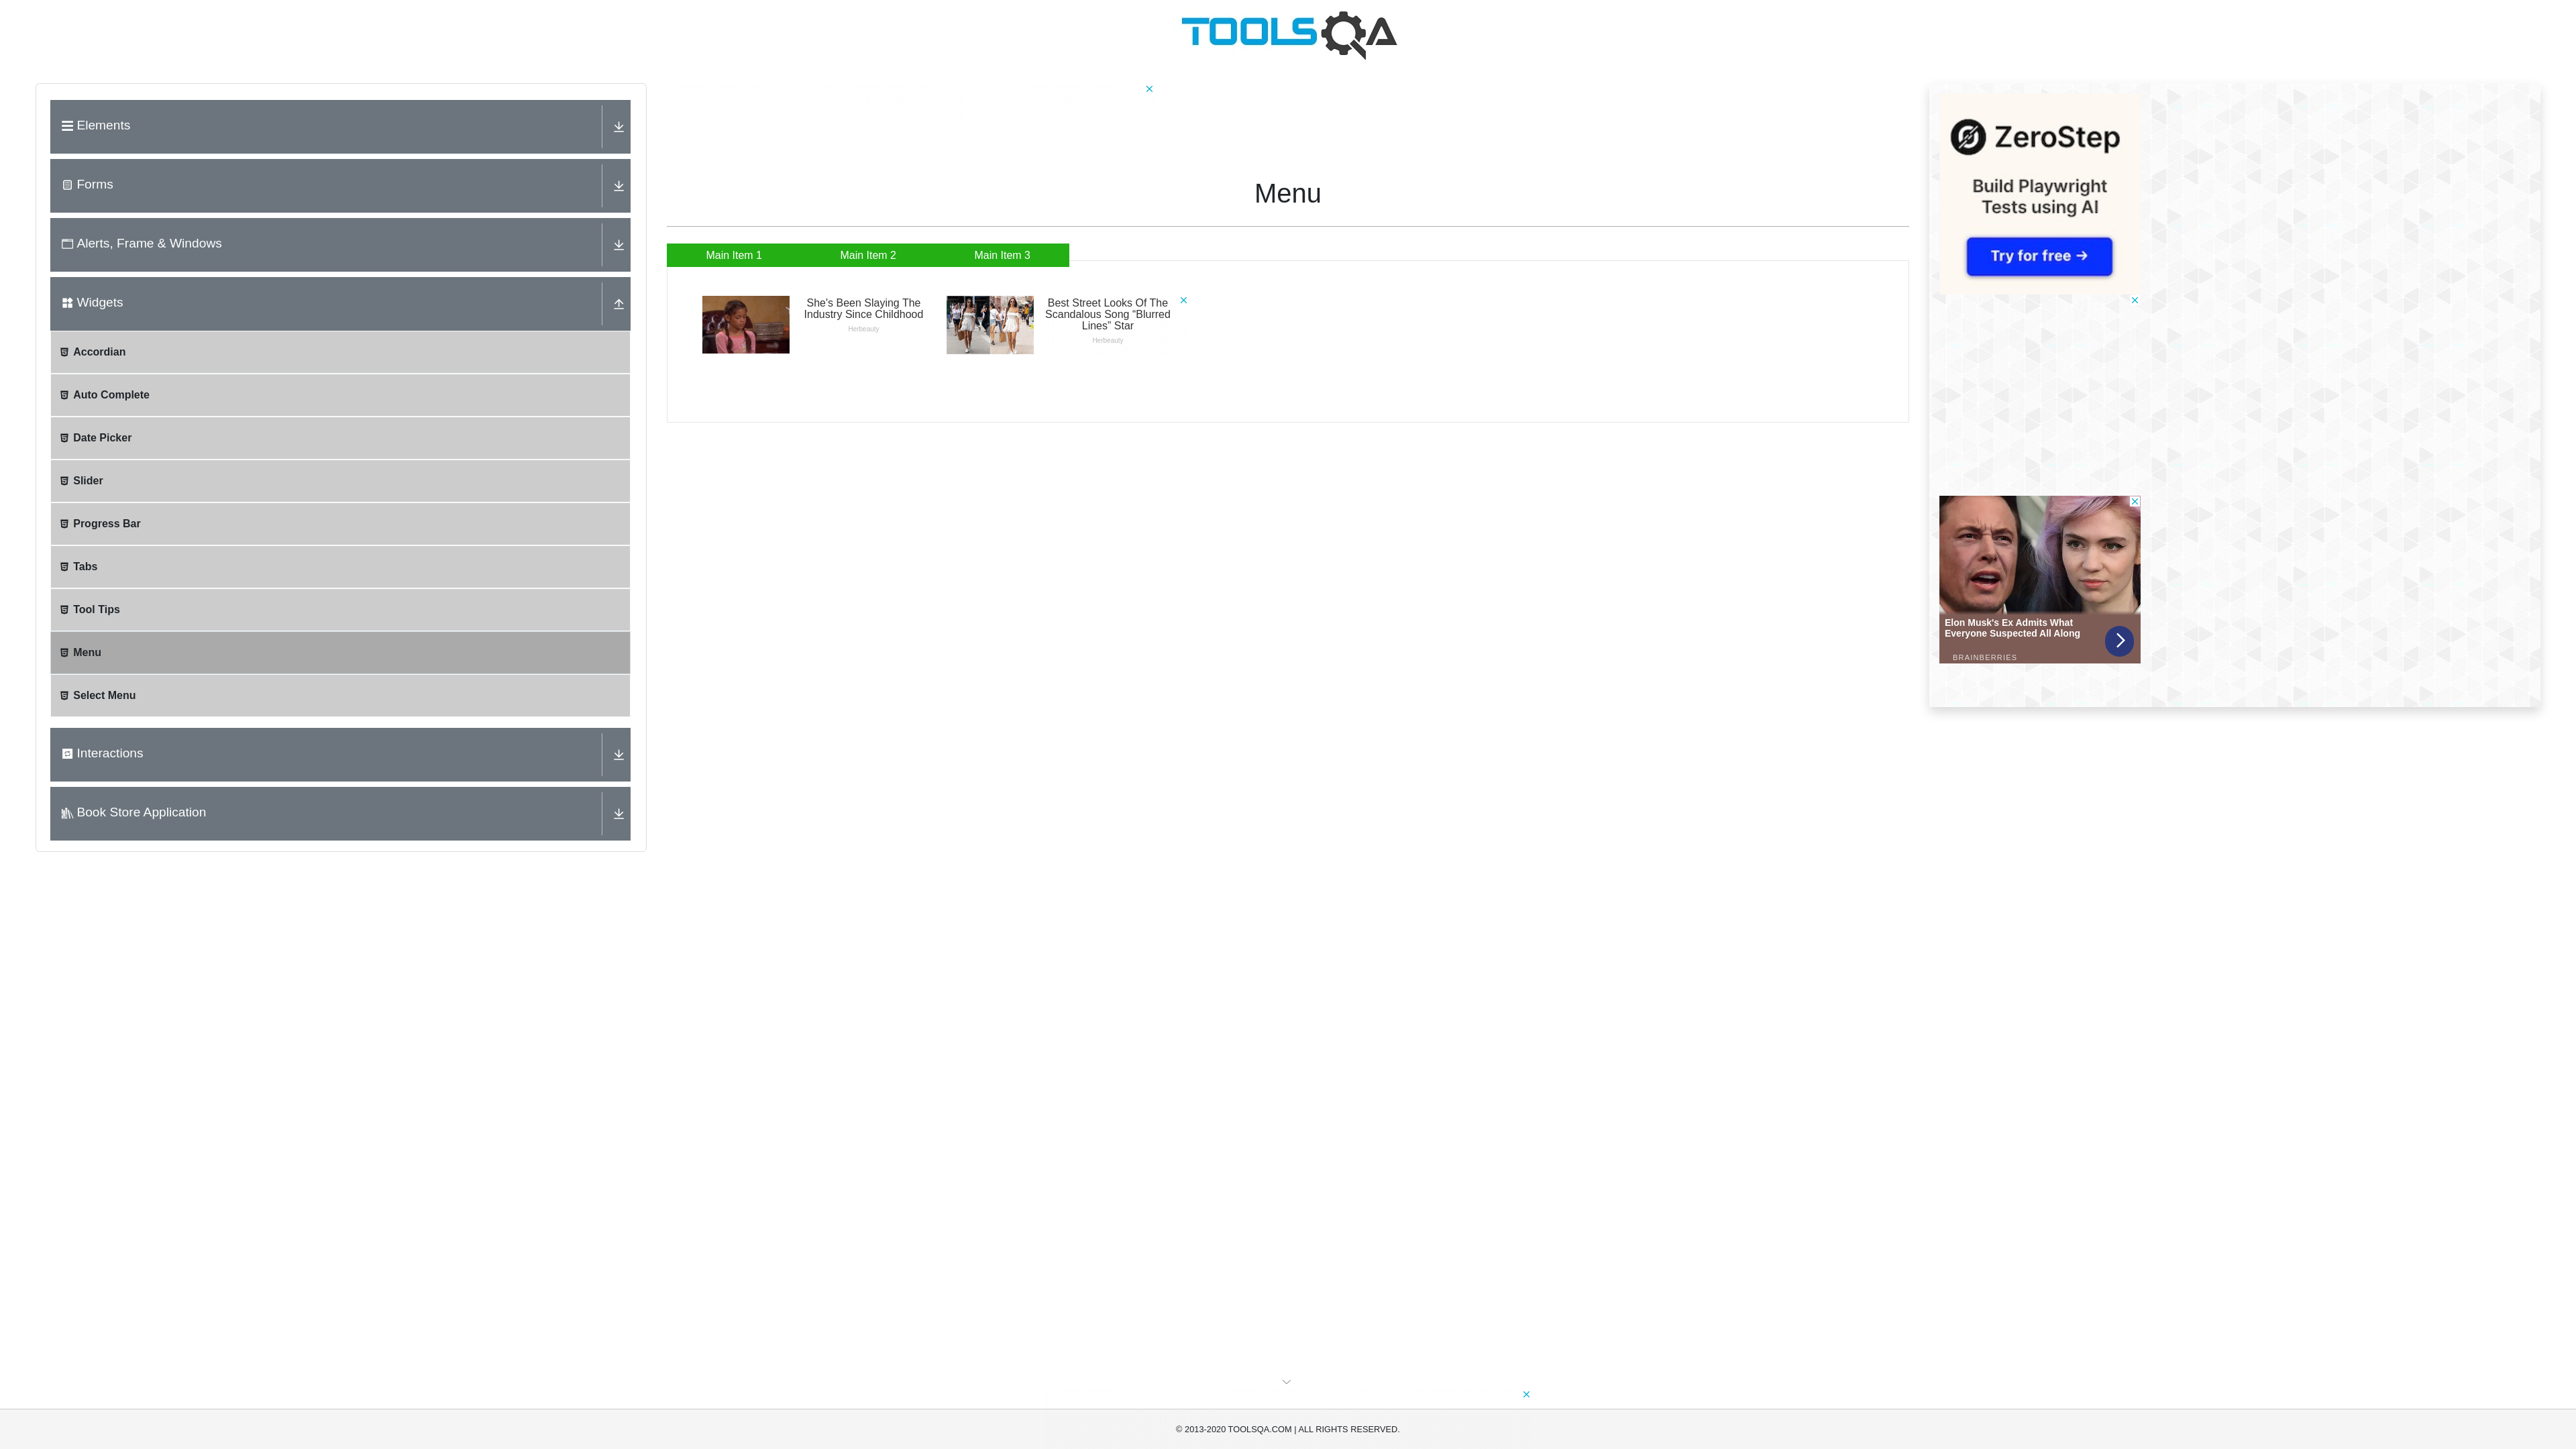 TOOLSQA
Elements
Forms
Alerts, Frame & Windows
Widgets
Accordian
Auto Complete
Date Picker
Slider
Progress Bar
Tabs
Tool Tips
Menu
Select Menu
Interactions
Book Store Application
Menu
Main Item 1
Main Item 2
Main Item 3
She's Been Slaying The
Industry Since Childhood
Herbeauty
Best Street Looks Of The
Scandalous Song “Blurred
Lines” Star
Herbeauty
ZeroStep
Build Playwright
Tests using AI
Try for free →
Elon Musk's Ex Admits What
Everyone Suspected All Along
BRAINBERRIES
© 2013-2020 TOOLSQA.COM | ALL RIGHTS RESERVED.